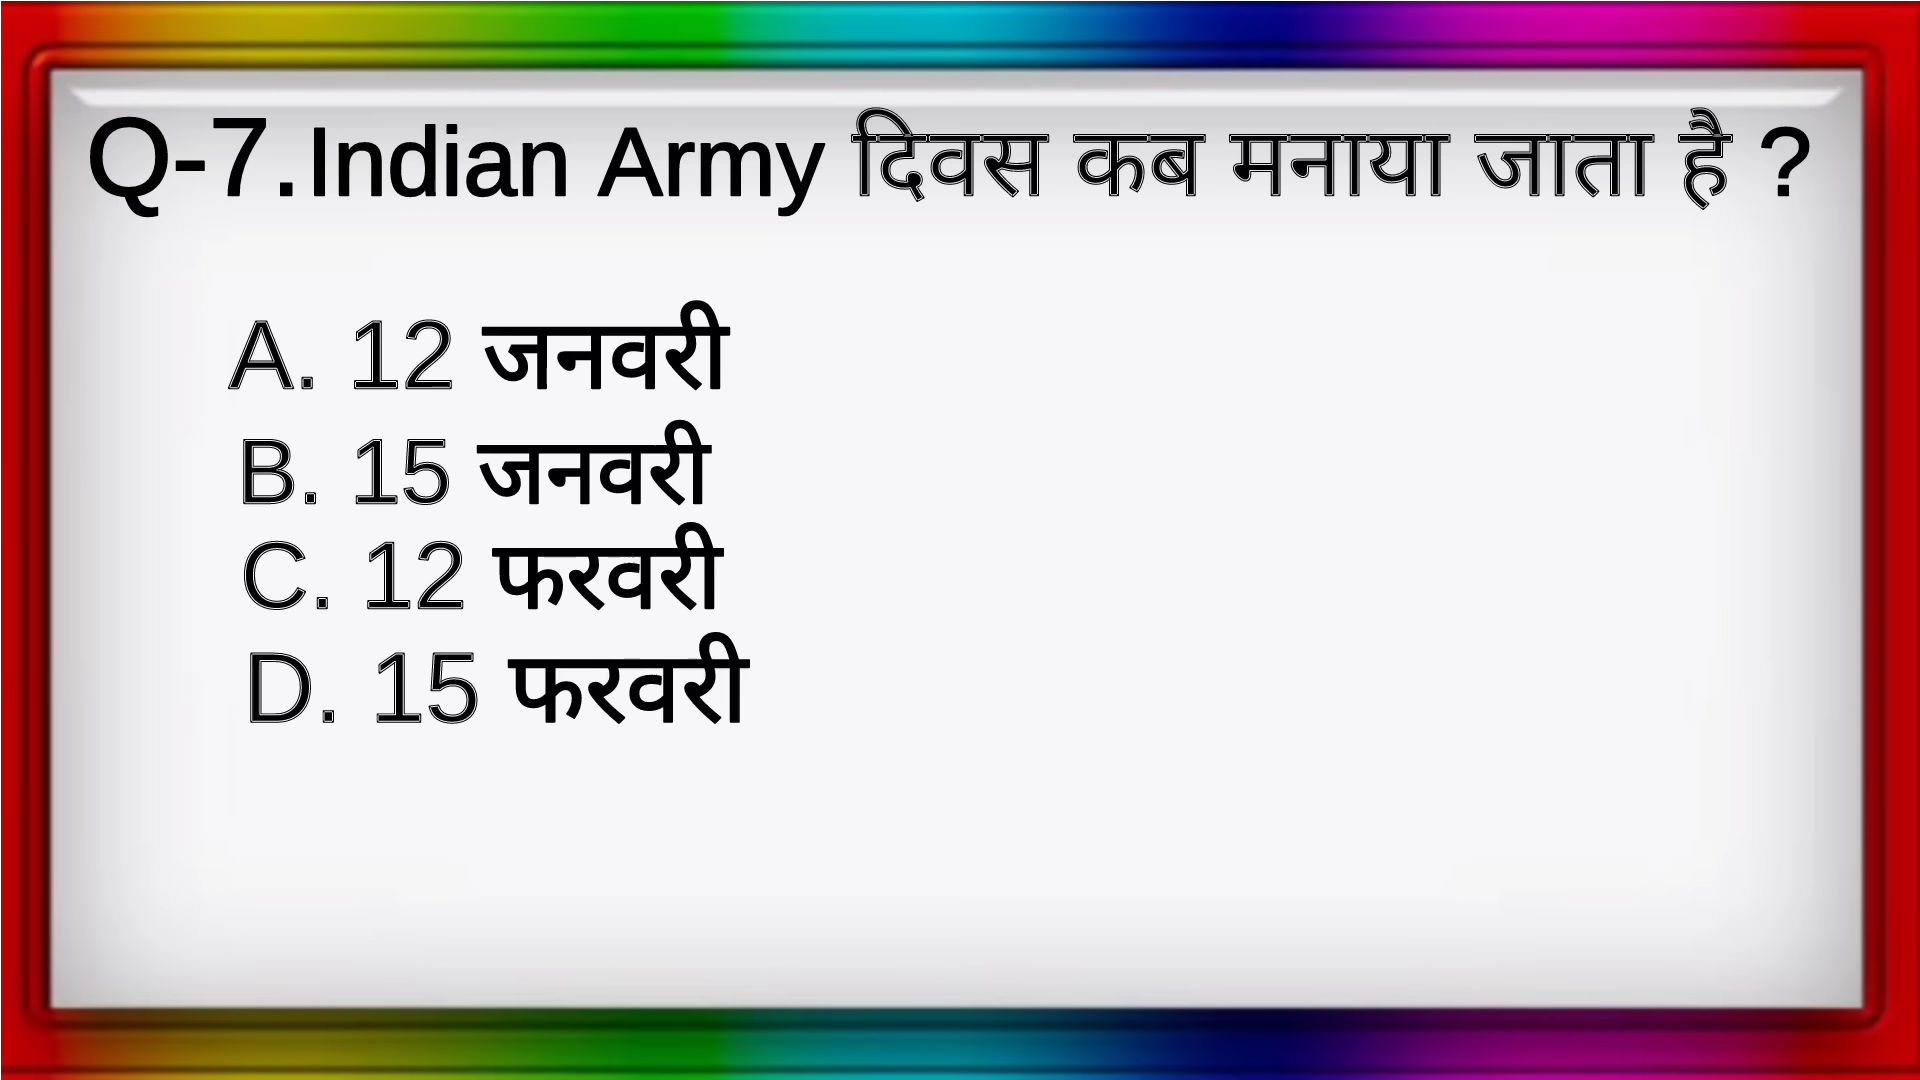 Q-7.Indian Army दिवस कब मनाया जाता है ?
A. 12 जनवरी
B. 15 जनवरी
C. 12 फरवरी
D. 15 फरवरी